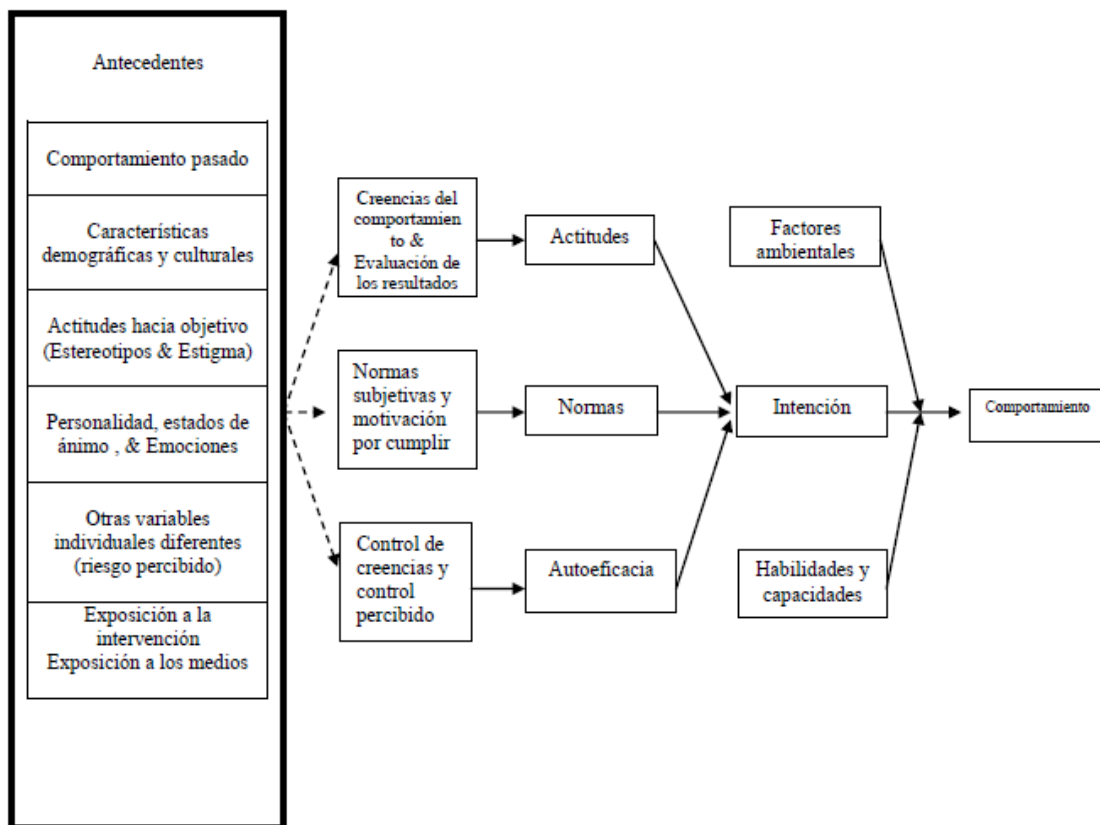 Antecedentes
Comportamiento pasado
Características
demográficas y culturales
Actitudes hacia objetivo
(Estereotipos & Estigma)
Personalidad, estados de
ánimo , & Emociones
Otras variables
individuales diferentes
(riesgo percibido)
Exposición a la
intervención
Exposición a los medios
Creencias del
comportamien
to &
Evaluación de
los resultados
Normas
subjetivas y
motivación
por cumplir
Control de
creencias y
control
percibido
Actitudes
Normas
Autoeficacia
Factores
ambientales
Intención
Habilidades y
capacidades
Comportamiento